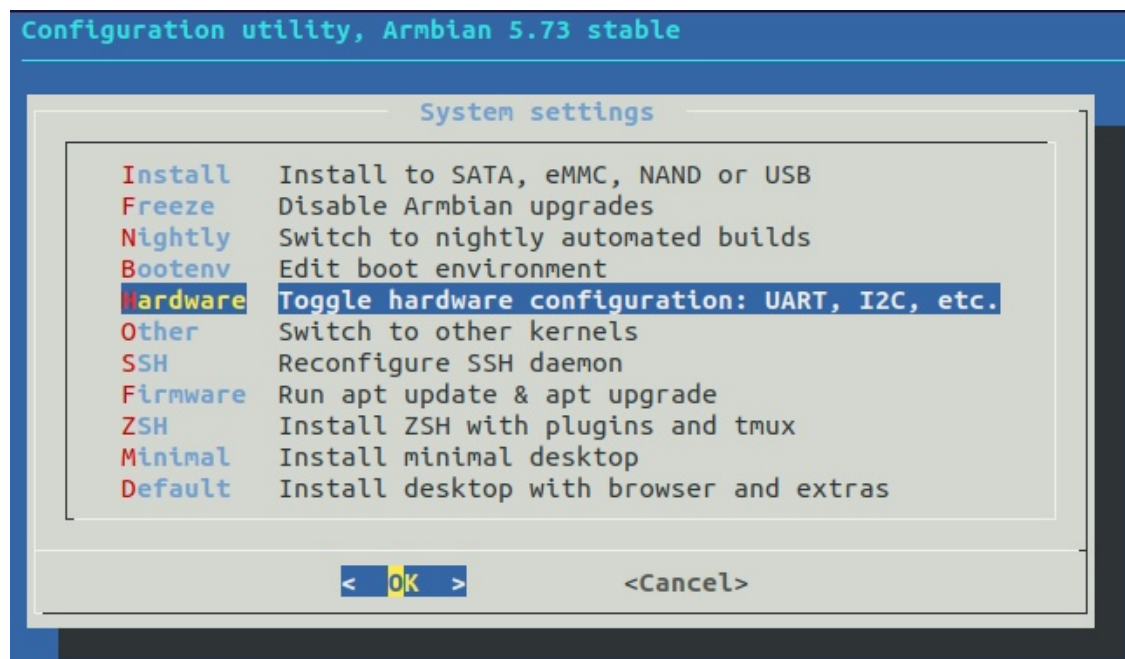 Configuration utility, Armbian 5.73 stable
System settings
Install Install to SATA, eMMC, NAND or USB
Freeze Disable Armbian upgrades
Nightly Switch to nightly automated builds
Bootenv Edit boot environment
Hardware Toggle hardware configuration: UART, I2C, etc.
Other Switch to other kernels
SSH Reconfigure SSH daemon
Firmware Run apt update & apt upgrade
ZSH Install ZSH with plugins and tmux
Minimal Install minimal desktop
Default Install desktop with browser and extras
< OK > <Cancel>